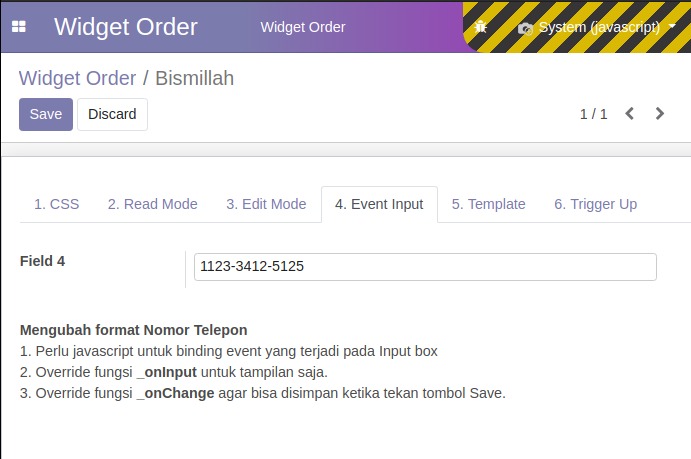 Widget Order
Widget Order
System (javascript)
Widget Order / Bismillah
Save
Discard
1 / 1
1. CSS
2. Read Mode
3. Edit Mode
4. Event Input
5. Template
6. Trigger Up
Field 4
1123-3412-5125
Mengubah format Nomor Telepon
1. Perlu javascript untuk binding event yang terjadi pada Input box
2. Override fungsi _onInput untuk tampilan saja.
3. Override fungsi _onChange agar bisa disimpan ketika tekan tombol Save.